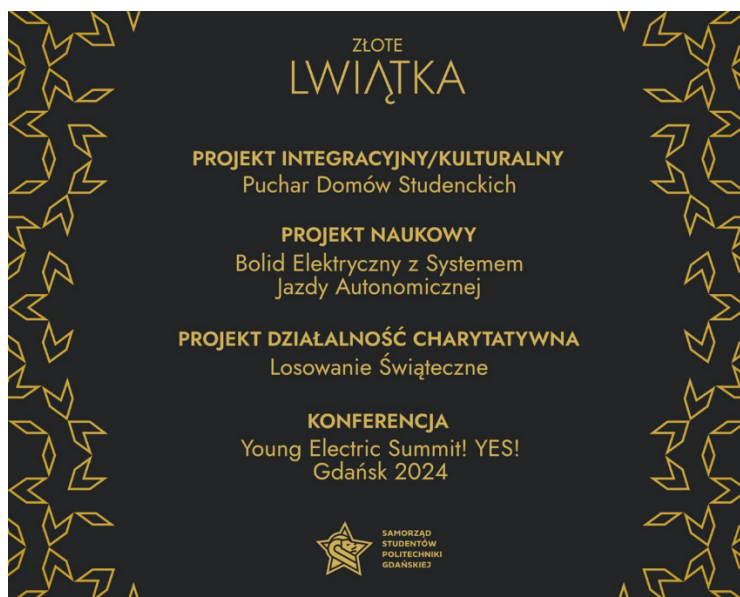 ZŁOTE
LWIĄTKA
PROJEKT INTEGRACYJNY/KULTURALNY
Puchar Domów Studenckich
PROJEKT NAUKOWY
Bolid Elektryczny z Systemem
Jazdy Autonomicznej
PROJEKT DZIAŁALNOŚĆ CHARYTATYWNA
Losowanie Świąteczne
KONFERENCJA
Young Electric Summit! YES!
Gdańsk 2024
SAMORZĄD
STUDENTÓW
POLITECHNIKI
GDAŃSKIEJ